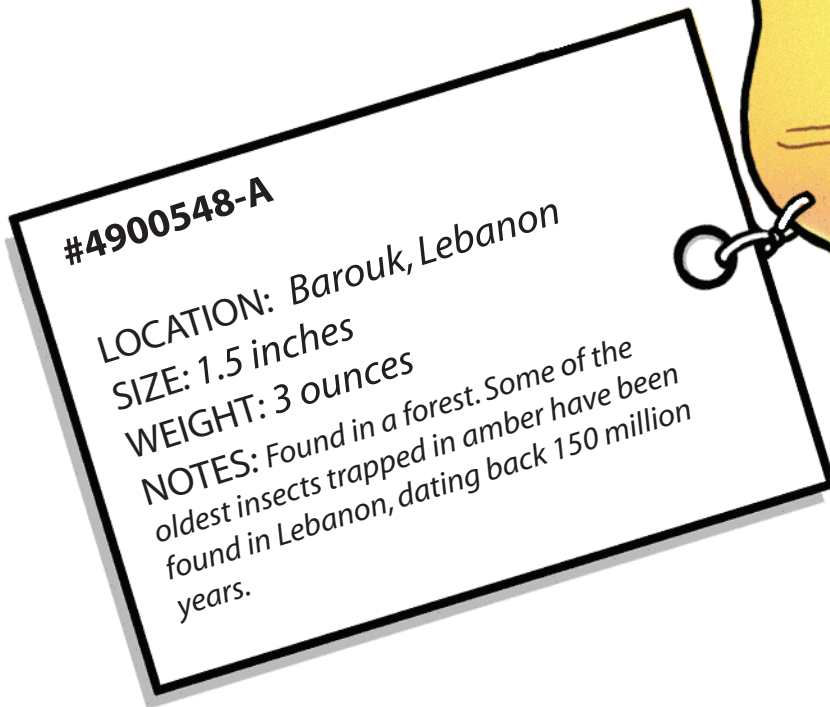 #4900548-A
LOCATION: Barouk, Lebanon
SIZE: 1.5 inches
WEIGHT: 3 ounces
NOTES: Found in a forest. Some of the
oldest insects trapped in amber have been
found in Lebanon, dating back 150 million
years.